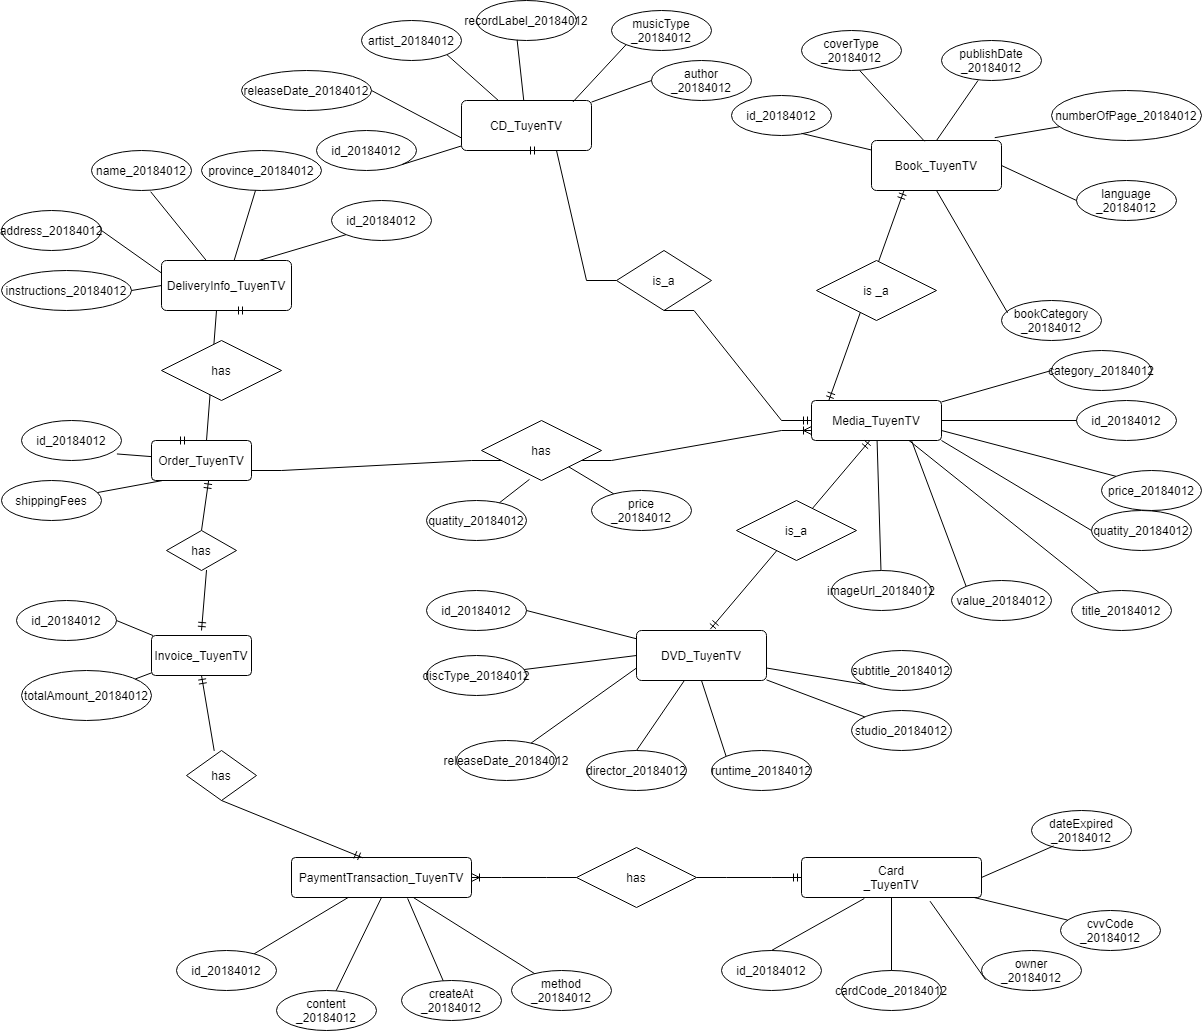 recordLabel_20184012
musicType
_20184012
artist_20184012
coverType
_20184012
publishDate
_20184012
author
_20184012
releaseDate_20184012
id_20184012
numberOfPage_20184012
CD_TuyenTV
id_20184012
Book_TuyenTV
name_20184012
province_20184012
language
_20184012
id_20184012
address_20184012
DeliveryInfo_TuyenTV
instructions_20184012
is_a
is _a
bookCategory
_20184012
has
category_20184012
id_20184012
Media_TuyenTV
id_20184012
Order_TuyenTV
has
shippingFees
quatity_20184012
price
_20184012
price_20184012
quatity_20184012
is_a
has
imageUrl_20184012
value_20184012
title_20184012
id_20184012
id_20184012
Invoice_TuyenTV
DVD_TuyenTV
totalAmount_20184012
discType_20184012
subtitle_20184012
studio_20184012
releaseDate_20184012
director_20184012
runtime_20184012
has
dateExpired
_20184012
PaymentTransaction_TuyenTV
has
Card
_TuyenTV
cvvCode
_20184012
id_20184012
content
_20184012
createAt
_20184012
method
_20184012
id_20184012
cardCode_20184012
owner
_20184012